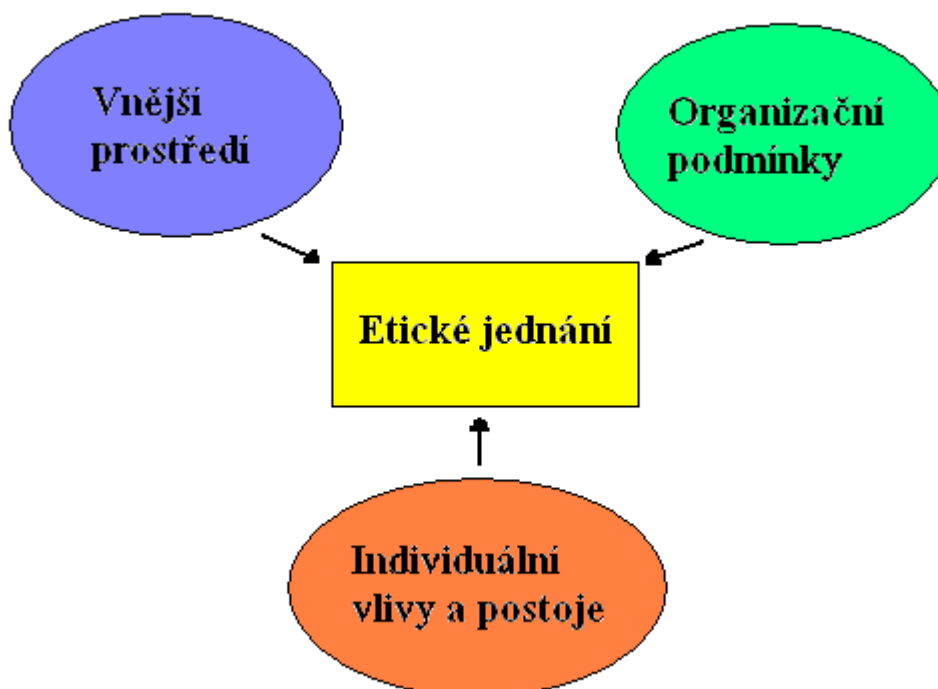 Vnější
prostředí
Organizační
podmínky
Etické jednání
Individuální
vlivy a postoje